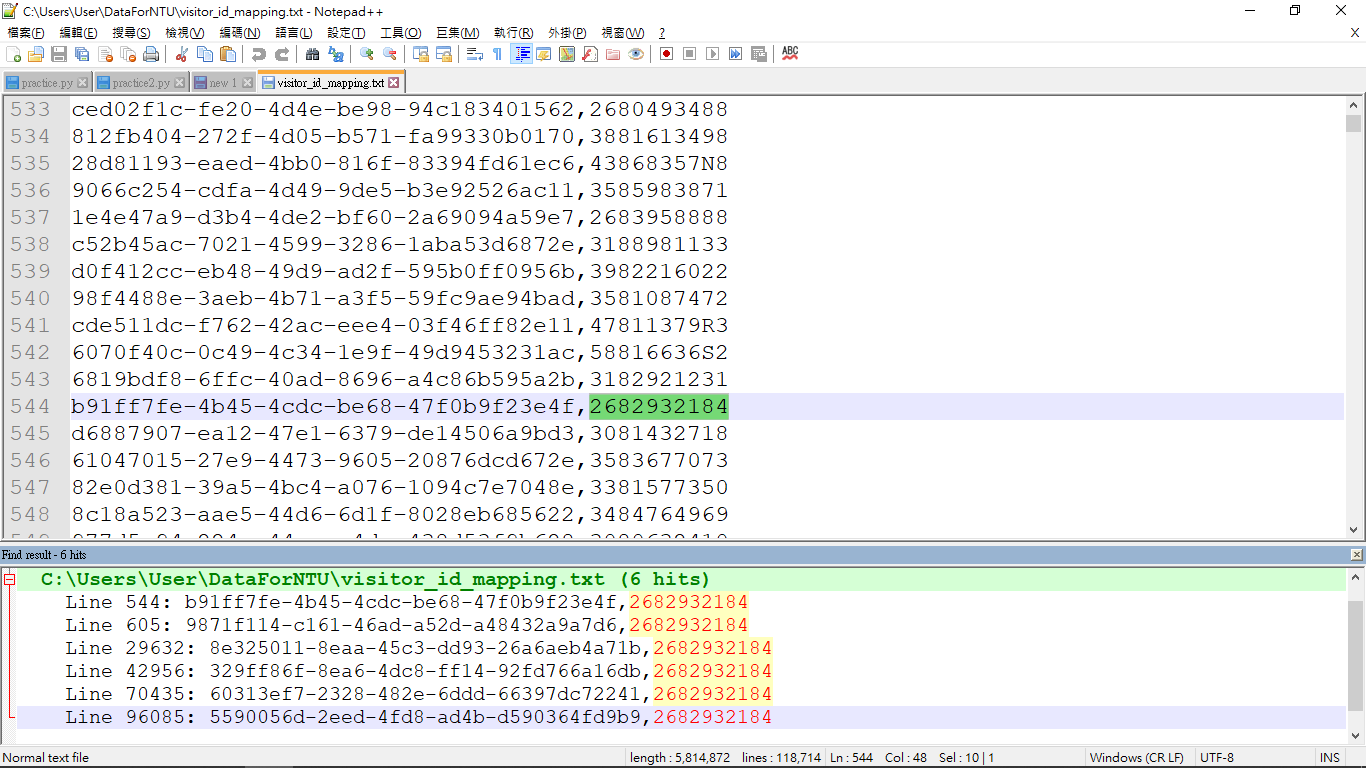 C:\Users\User\DataForNTU\visitor_id_mapping.txt - Notepad++
檔案(F) 編輯(E) 搜尋(S) 檢視(V) 編碼(N) 語言(L) 設定(T) 工具(O) 巨集(M) 執行(R) 外掛(P) 視窗(W) ? X
ABC
practice.py practice2.py new 1 visitor_id_mapping.txt
533 ced02f1c-fe20-4d4e-be98-94c183401562,2680493488
534 812fb404-272f-4d05-b571-fa99330b0170,3881613498
535 28d81193-eaed-4bb0-816f-83394fd61ec6,43868357N8
536 9066c254-cdfa-4d49-9de5-b3e92526ac11,3585983871
537 1e4e47a9-d3b4-4de2-bf60-2a69094a59e7,2683958888
538 c52b45ac-7021-4599-3286-1aba53d6872e,3188981133
539 d0f412cc-eb48-49d9-ad2f-595b0ff0956b,3982216022
540 98f4488e-3aeb-4b71-a3f5-59fc9ae94bad,3581087472
541 cde511dc-f762-42ac-eee4-03f46ff82e11,47811379R3
542 6070f40c-0c49-4c34-1e9f-49d9453231ac,58816636S2
543 6819bdf8-6ffc-40ad-8696-a4c86b595a2b,3182921231
544 b91ff7fe-4b45-4cdc-be68-47f0b9f23e4f,2682932184
545 d6887907-ea12-47e1-6379-de14506a9bd3,3081432718
546 61047015-27e9-4473-9605-20876dcd672e,3583677073
547 82e0d381-39a5-4bc4-a076-1094c7e7048e,3381577350
548 8c18a523-aae5-44d6-6d1f-8028eb685622,3484764969
Find result - 6 hits
C:\Users\User\DataForNTU\visitor_id_mapping.txt (6 hits)
Line 544: b91ff7fe-4b45-4cdc-be68-47f0b9f23e4f,2682932184
Line 605: 9871f114-c161-46ad-a52d-a48432a9a7d6,2682932184
Line 29632: 8e325011-8eaa-45c3-dd93-26a6aeb4a71b,2682932184
Line 42956: 329ff86f-8ea6-4dc8-ff14-92fd766a16db,2682932184
Line 70435: 60313ef7-2328-482e-6ddd-66397dc72241,2682932184
Line 96085: 5590056d-2eed-4fd8-ad4b-d590364fd9b9,2682932184
Normal text file length : 5,814,872 lines : 118,714 Ln : 544 Col : 48 Sel : 10 | 1 Windows (CR LF) UTF-8 INS